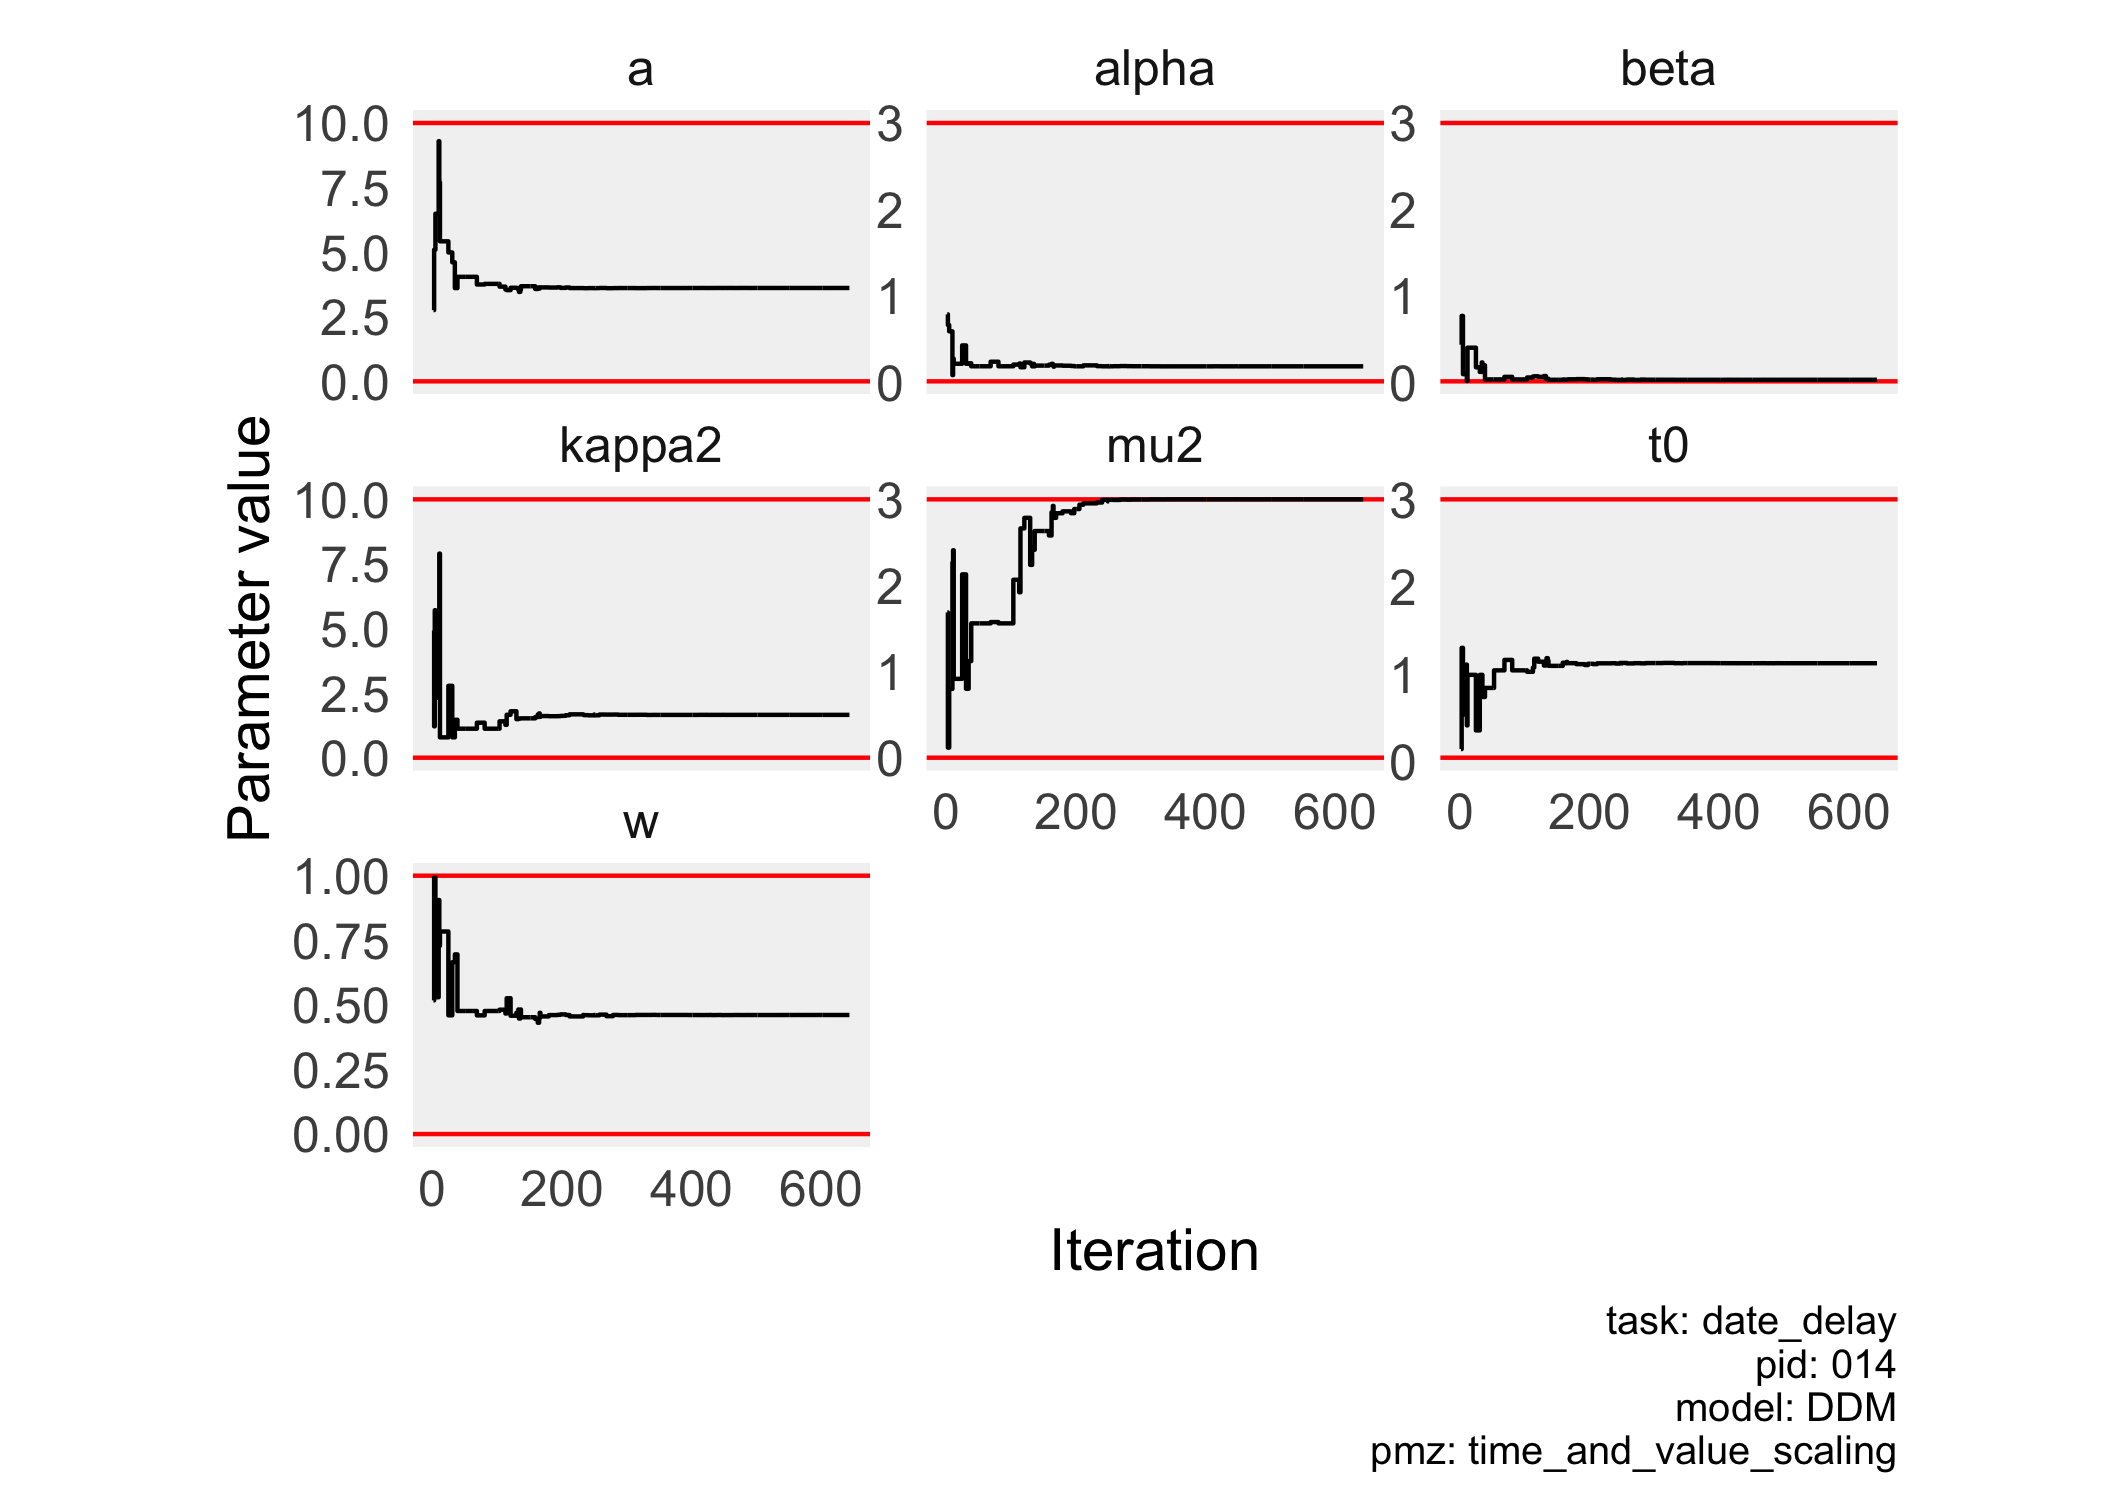 a alpha beta
10.0 3 3
7.5 2 2
5.0 1 1
2.5 0 0
0.0
kappa2 mu2 t0
10.0 3 3
7.5 2 2
5.0 1 1
2.5 0 0
0.0
0 200 400 600 0 200 400 600
w
1.00
0.75
0.50
0.25
0.00
0 200 400 600
Parameter value
Iteration
task: date_delay
pid: 014
model: DDM
pmz: time_and_value_scaling